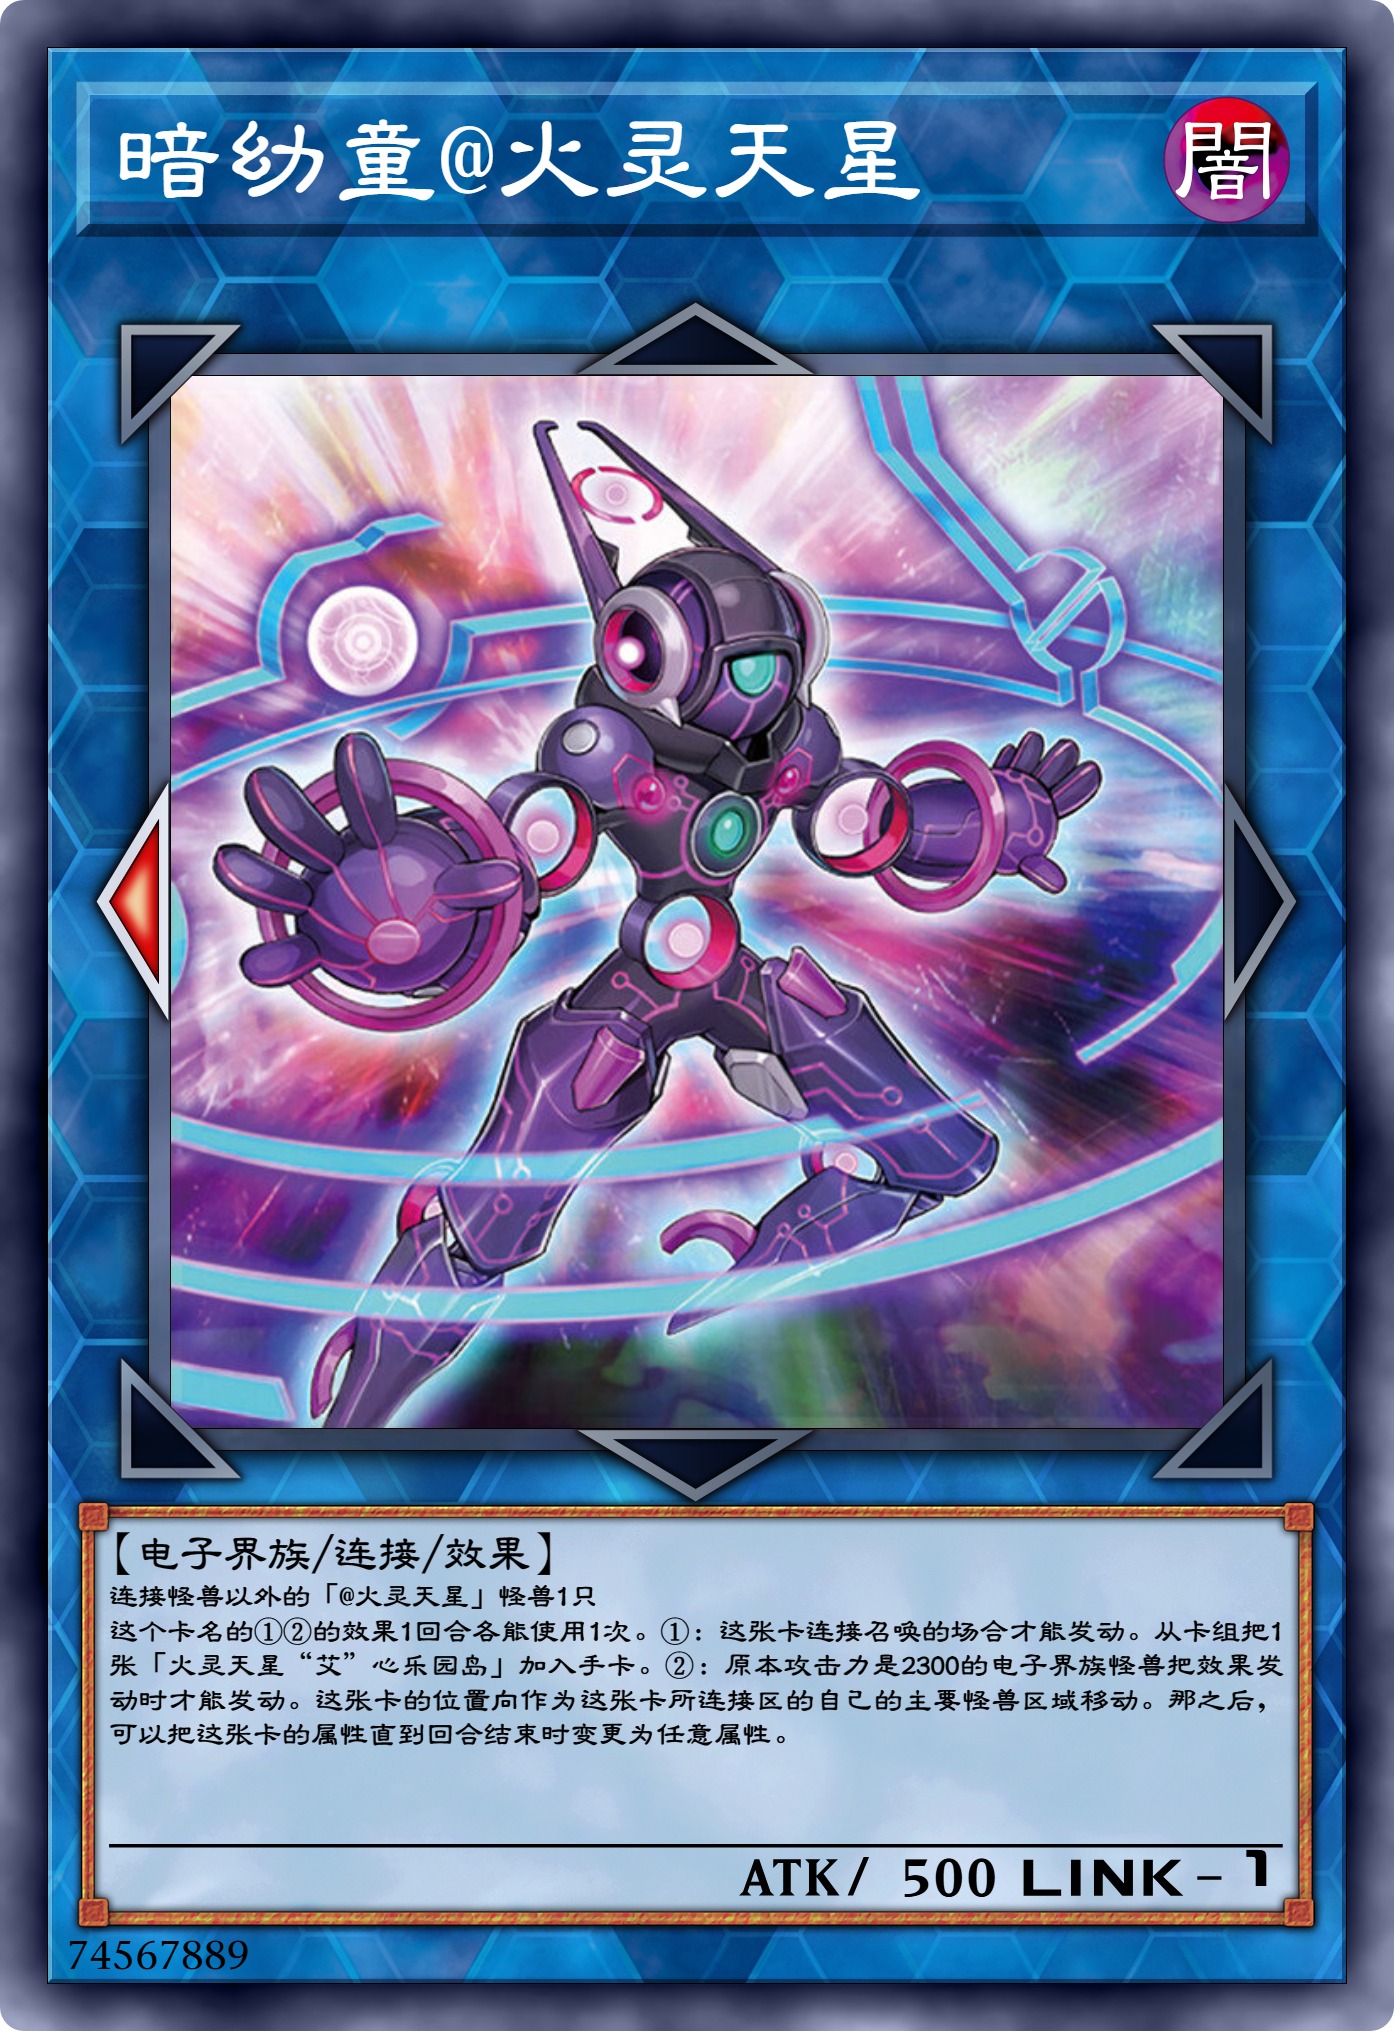 暗幼童@火灵天星
闇
【电子界族/连接/效果】
连接怪兽以外的「@火灵天星」怪兽1只
这个卡名的①②的效果1回合各能使用1次。①：这张卡连接召唤的场合才能发动。从卡组把1
张「火灵天星“艾”心乐园岛」加入手卡。②：原本攻击力是2300的电子界族怪兽把效果发
动时才能发动。这张卡的位置向作为这张卡所连接区的自己的主要怪兽区域移动。那之后，
可以把这张卡的属性直到回合结束时变更为任意属性。
ATK/ 500 LINK-1
74567889